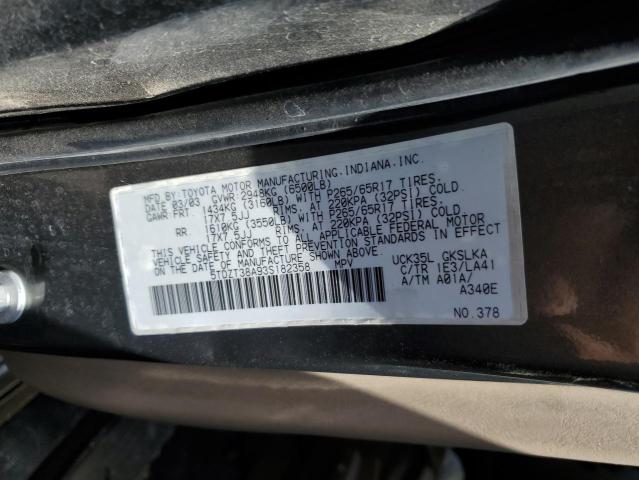 MFD.BY:TOYOTA MOTOR MANUFACTURING.INDIANA.INC.
DATE 03/03 GVWR 2948KG (6500LB)
GAWR FRT. 1434KG (3160LB) WITH P265/65R17 TIRES.
17X7.5JJ RIMS, AT 220KPA (32PSI) COLD.
RR 1610KG (3550LB) WITH P265/65R17 TIRES.
17X7.5JJ RIMS, AT 220KPA (32PSI) COLD.
THIS VEHICLE CONFORMS TO ALL APPLICABLE FEDERAL MOTOR
VEHICLE SAFETY AND THEFT PREVENTION STANDARDS IN EFFECT
ON THE DATE OF MANUFACTURE SHOWN ABOVE.
5TDZT38A93S182358 MPV
UCK35L GKSLKA
C/TR 1E3/LA41
A/TM A01A/
A340E
NO.378